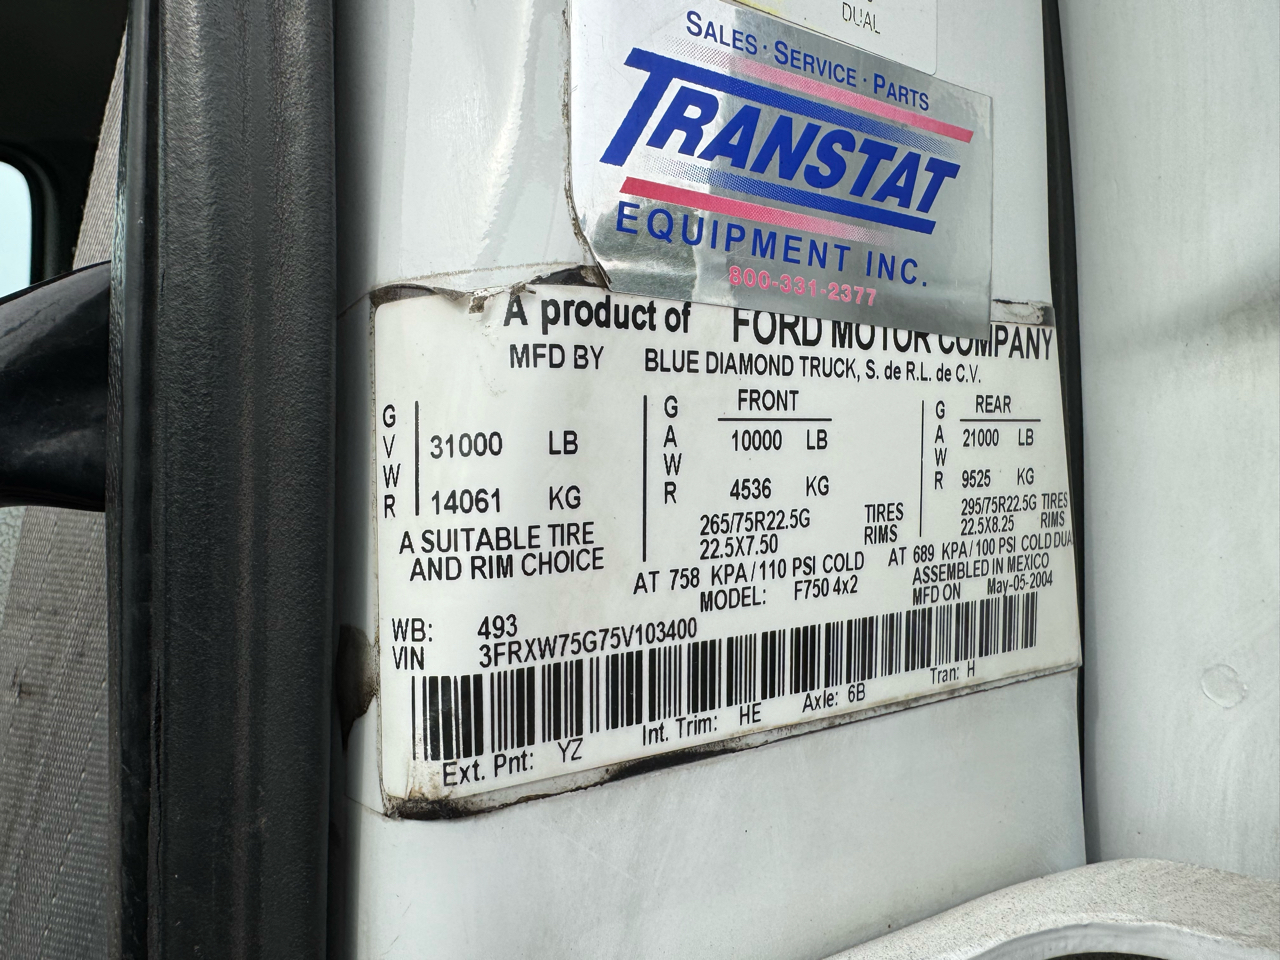 DUAL
SALES · SERVICE · PARTS
TRANSTAT
EQUIPMENT INC.
800-331-2377
A product of FORD MOTOR COMPANY
MFD BY BLUE DIAMOND TRUCK, S. de R.L. de C.V.
GVWR 31000 LB
14061 KG
A SUITABLE TIRE
AND RIM CHOICE
GAWR FRONT
10000 LB
4536 KG
265/75R22.5G TIRES
22.5X7.50 RIMS
AT 758 KPA/110 PSI COLD
GAWR REAR
21000 LB
9525 KG
295/75R22.5G TIRES
22.5X8.25 RIMS
AT 689 KPA/100 PSI COLD DUA
ASSEMBLED IN MEXICO
MODEL: F750 4x2
MFD ON May-05-2004
WB: 493
VIN 3FRXW75G75V103400
Ext. Pnt: YZ Int. Trim: HE Axle: 6B Tran: H